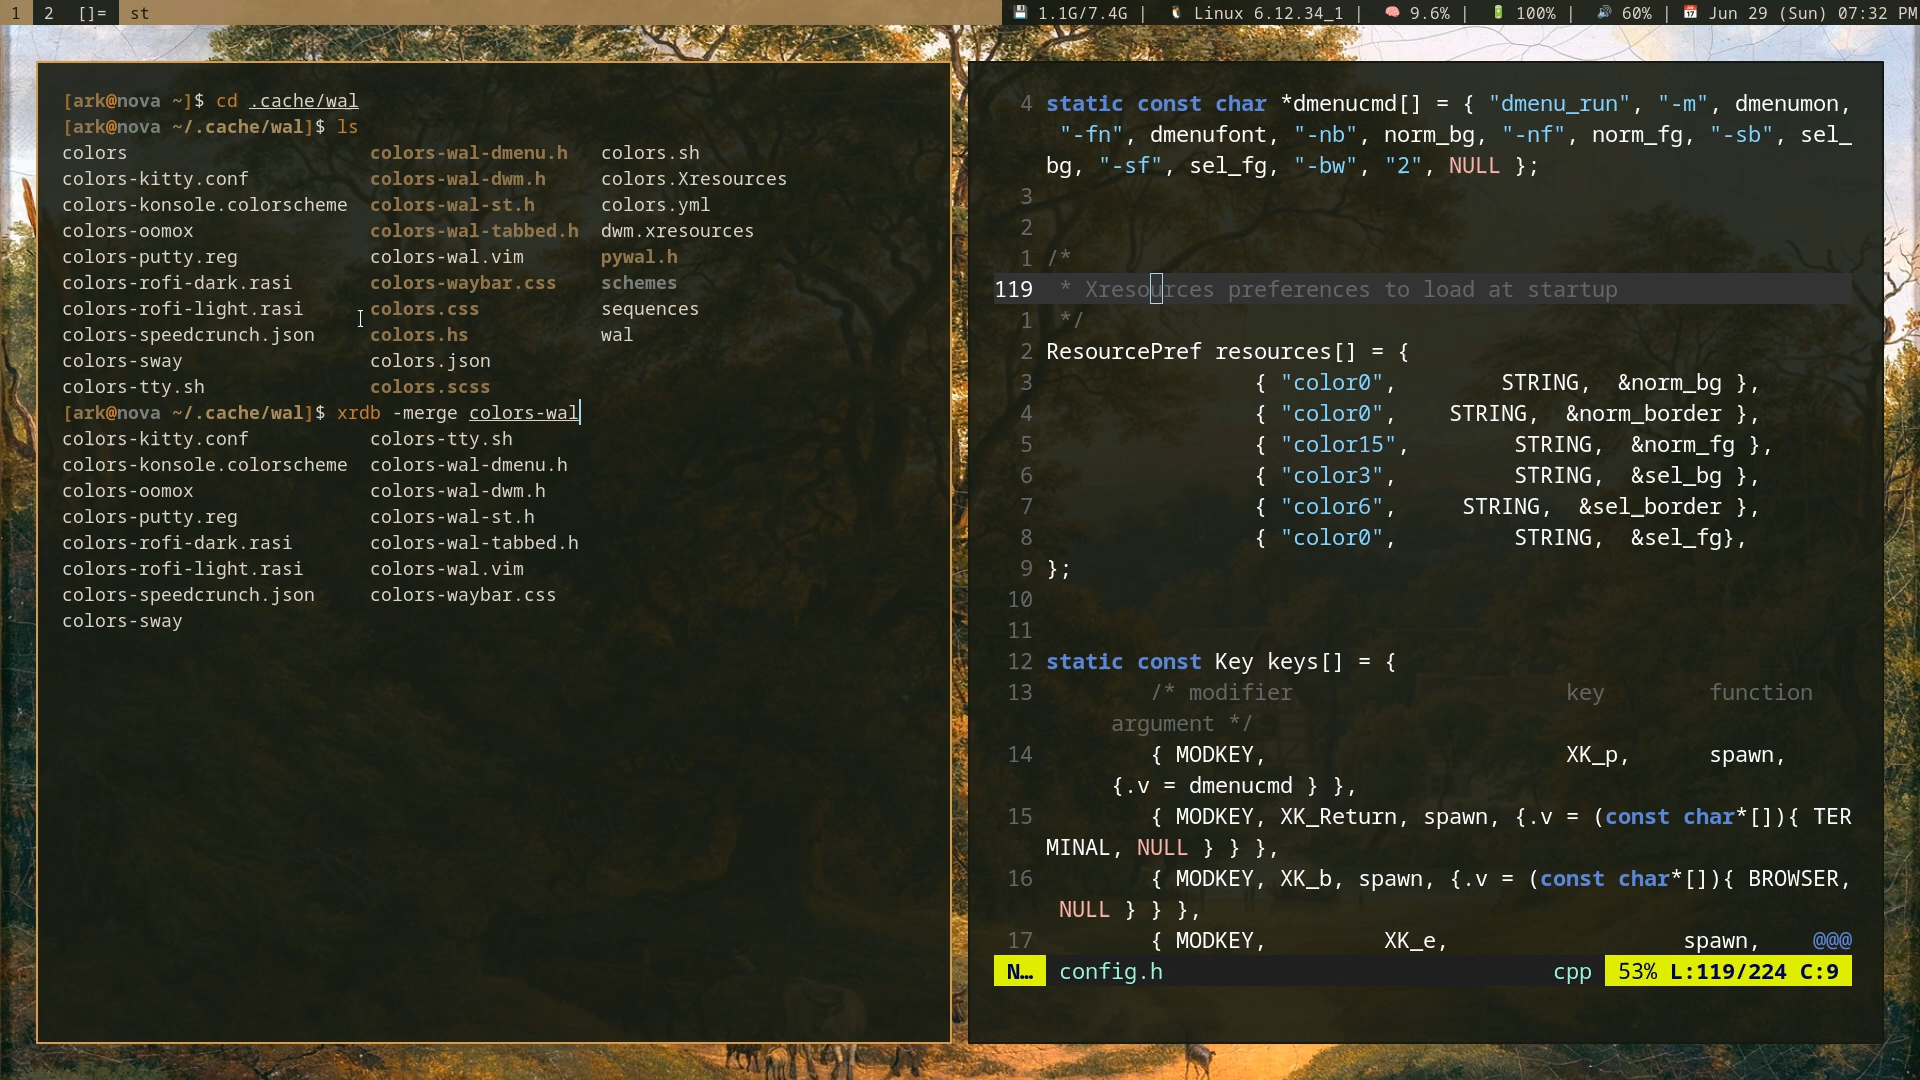 1 2 []= st 💾 1.1G/7.4G | 🐧 Linux 6.12.34_1 | 🧠 9.6% | 🔋 100% | 🔊 60% | 📅 Jun 29 (Sun) 07:32 PM
[ark@nova ~]$ cd .cache/wal
[ark@nova ~/.cache/wal]$ ls
colors colors-wal-dmenu.h colors.sh
colors-kitty.conf colors-wal-dwm.h colors.Xresources
colors-konsole.colorscheme colors-wal-st.h colors.yml
colors-oomox colors-wal-tabbed.h dwm.xresources
colors-putty.reg colors-wal.vim pywal.h
colors-rofi-dark.rasi colors-waybar.css schemes
colors-rofi-light.rasi colors.css sequences
colors-speedcrunch.json colors.hs wal
colors-sway colors.json
colors-tty.sh colors.scss
[ark@nova ~/.cache/wal]$ xrdb -merge colors-wal
colors-kitty.conf colors-tty.sh
colors-konsole.colorscheme colors-wal-dmenu.h
colors-oomox colors-wal-dwm.h
colors-putty.reg colors-wal-st.h
colors-rofi-dark.rasi colors-wal-tabbed.h
colors-rofi-light.rasi colors-wal.vim
colors-speedcrunch.json colors-waybar.css
colors-sway
4 static const char *dmenucmd[] = { "dmenu_run", "-m", dmenumon,
"-fn", dmenufont, "-nb", norm_bg, "-nf", norm_fg, "-sb", sel_
bg, "-sf", sel_fg, "-bw", "2", NULL };
3
2
1 /*
119 * Xresources preferences to load at startup
1 */
2 ResourcePref resources[] = {
3 { "color0", STRING, &norm_bg },
4 { "color0", STRING, &norm_border },
5 { "color15", STRING, &norm_fg },
6 { "color3", STRING, &sel_bg },
7 { "color6", STRING, &sel_border },
8 { "color0", STRING, &sel_fg},
9 };
10
11
12 static const Key keys[] = {
13 /* modifier key function
argument */
14 { MODKEY, XK_p, spawn,
{.v = dmenucmd } },
15 { MODKEY, XK_Return, spawn, {.v = (const char*[]){ TER
MINAL, NULL } } },
16 { MODKEY, XK_b, spawn, {.v = (const char*[]){ BROWSER,
NULL } } },
17 { MODKEY, XK_e, spawn, @@@
N… config.h cpp 53% L:119/224 C:9